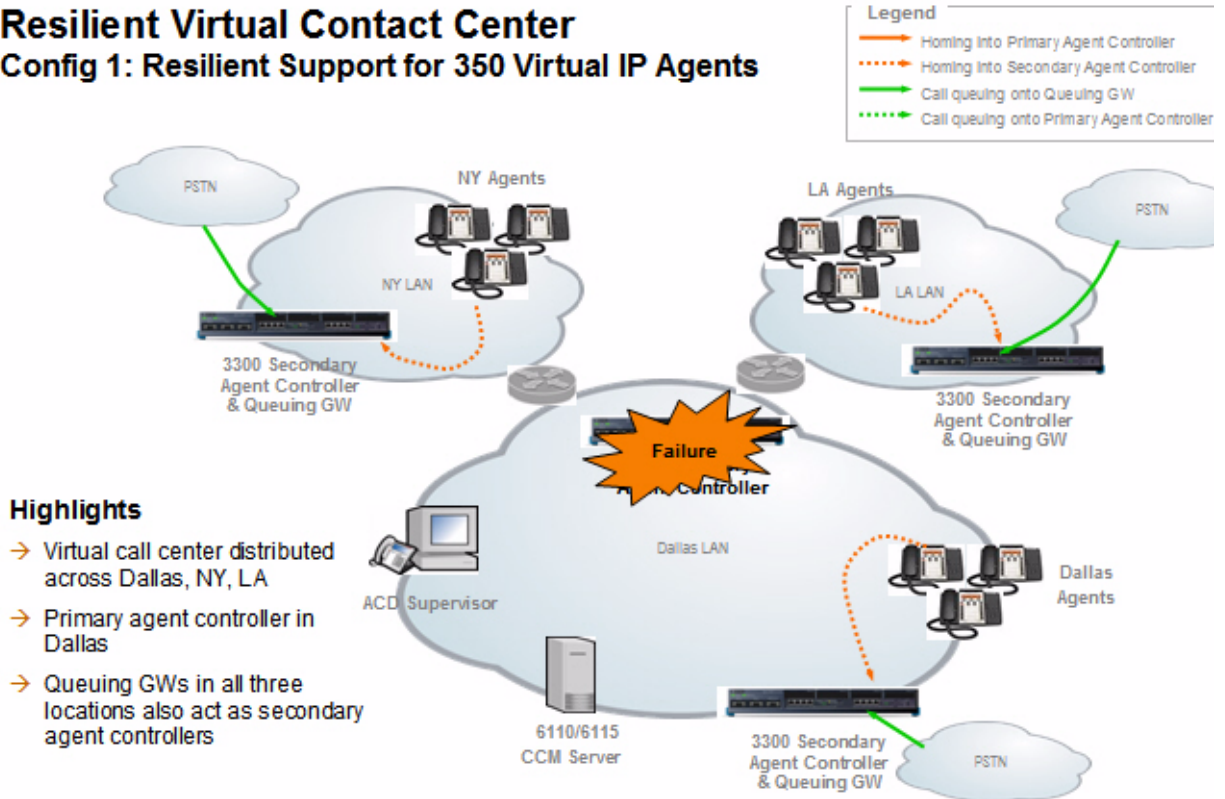 Resilient Virtual Contact Center
Config 1: Resilient Support for 350 Virtual IP Agents
Legend
Homing into Primary Agent Controller
Homing into Secondary Agent Controller
Call queuing onto Queuing GW
Call queuing onto Primary Agent Controller
PSTN
NY Agents
NY LAN
3300 Secondary
Agent Controller
& Queuing GW
LA Agents
LA LAN
PSTN
3300 Secondary
Agent Controller
& Queuing GW
Failure
Controller
Dallas LAN
ACD Supervisor
6110/6115
CCM Server
Dallas
Agents
3300 Secondary
Agent Controller
& Queuing GW
PSTN
Highlights
→ Virtual call center distributed
across Dallas, NY, LA
→ Primary agent controller in
Dallas
→ Queuing GWs in all three
locations also act as secondary
agent controllers